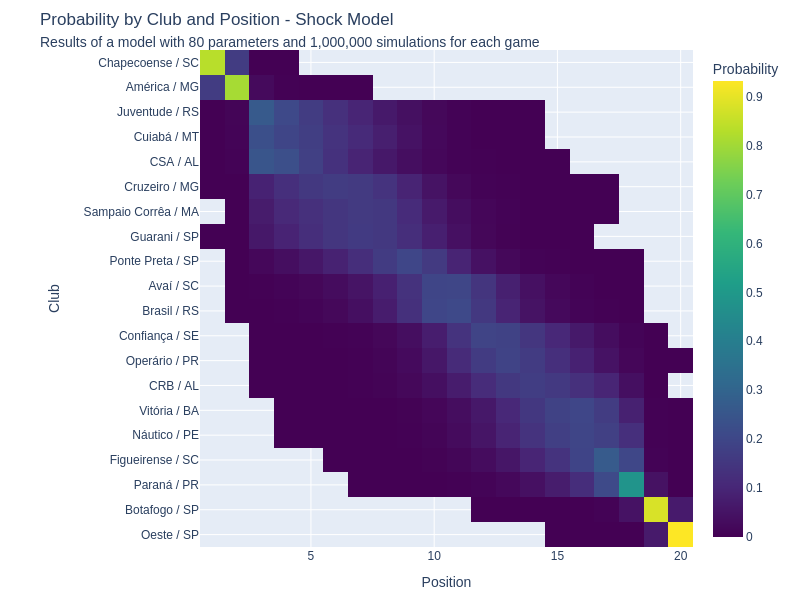 Probability by Club and Position - Shock Model
Results of a model with 80 parameters and 1,000,000 simulations for each game
Probability
Club
Chapecoense / SC
América / MG
Juventude / RS
Cuiabá / MT
CSA / AL
Cruzeiro / MG
Sampaio Corrêa / MA
Guarani / SP
Ponte Preta / SP
Avaí / SC
Brasil / RS
Confiança / SE
Operário / PR
CRB / AL
Vitória / BA
Náutico / PE
Figueirense / SC
Paraná / PR
Botafogo / SP
Oeste / SP
0.9
0.8
0.7
0.6
0.5
0.4
0.3
0.2
0.1
0
5 10 15 20
Position